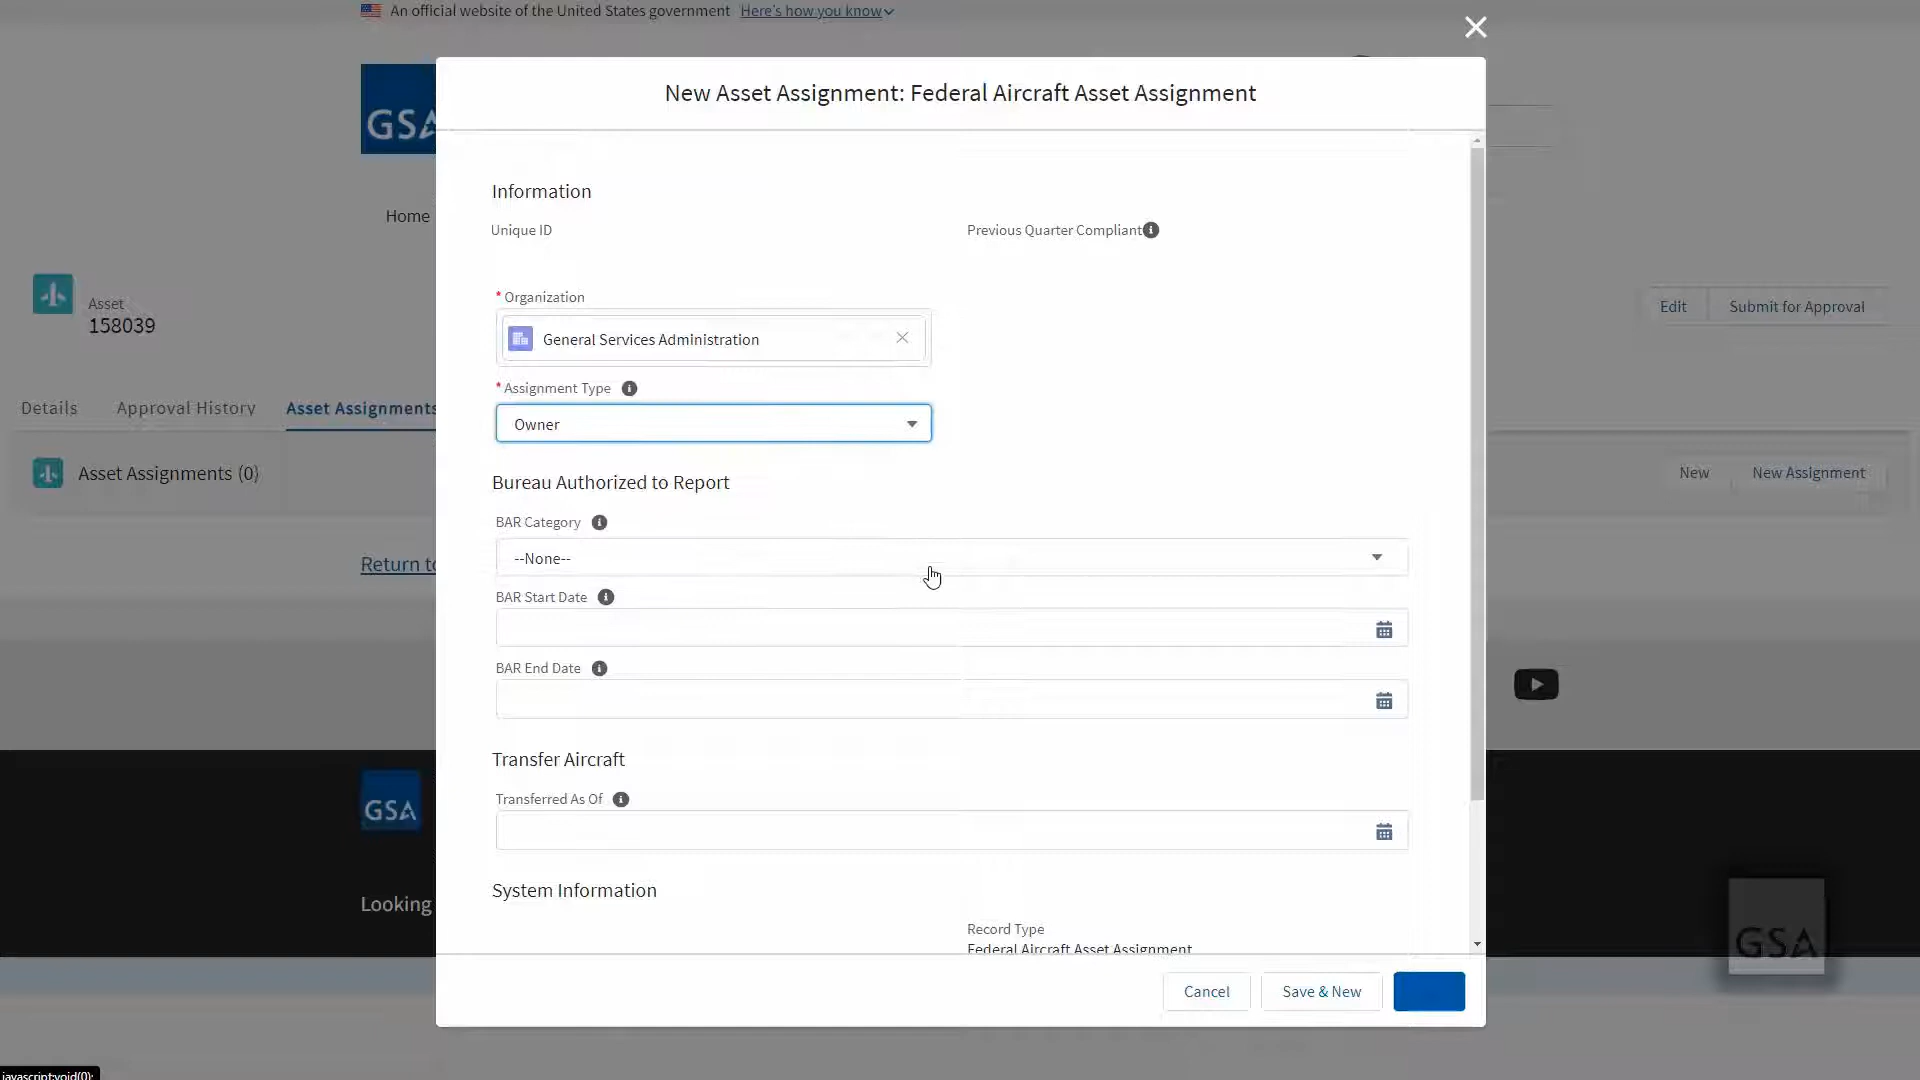 An official website of the United States government Here's how you know
New Asset Assignment: Federal Aircraft Asset Assignment
GSA
Information
Home
Unique ID
Previous Quarter Compliant
Asset
158039
* Organization
General Services Administration
Edit
Submit for Approval
* Assignment Type
Owner
Details
Approval History
Asset Assignments
Asset Assignments (0)
New
New Assignment
Bureau Authorized to Report
BAR Category
--None--
Return to
BAR Start Date
BAR End Date
Transfer Aircraft
Transferred As Of
GSA
System Information
Looking
Record Type
Federal Aircraft Asset Assignment
GSA
Cancel
Save & New
javascript:void(0);